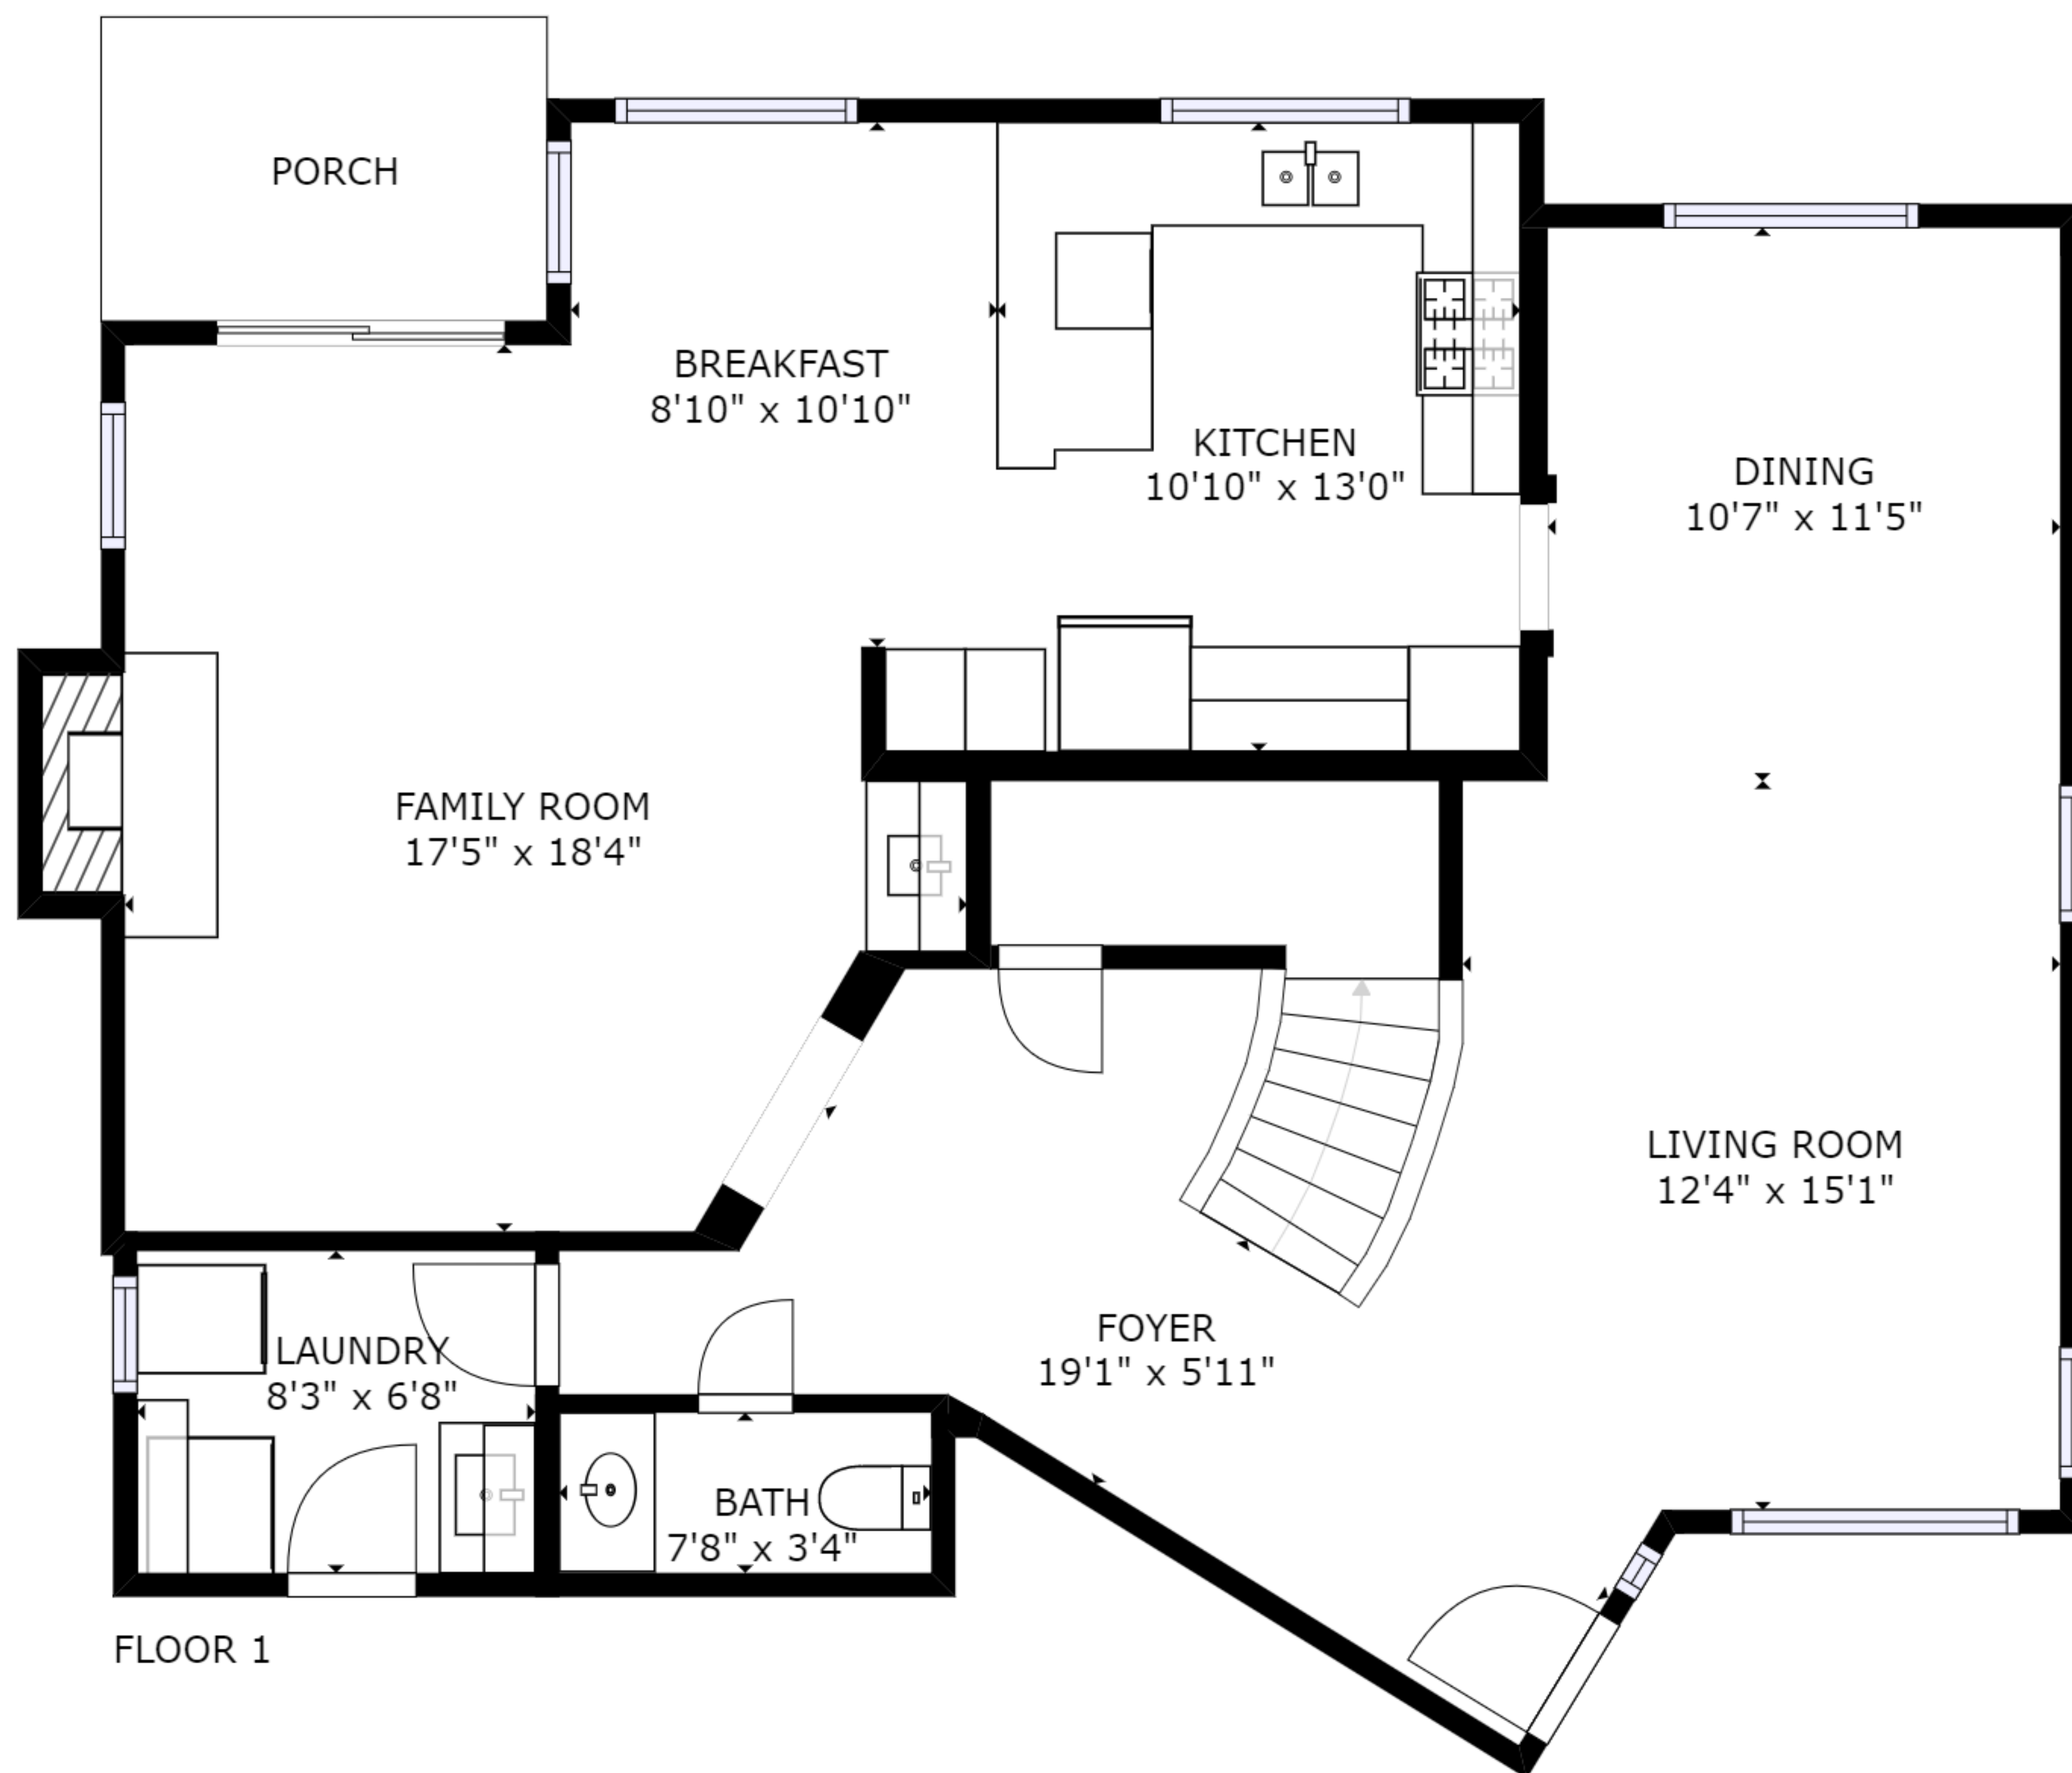 PORCH
BREAKFAST
8'10" x 10'10"
KITCHEN
10'10" x 13'0"
DINING
10'7" x 11'5"
FAMILY ROOM
17'5" x 18'4"
LIVING ROOM
12'4" x 15'1"
FOYER
19'1" x 5'11"
LAUNDRY
8'3" x 6'8"
BATH
7'8" x 3'4"
FLOOR 1